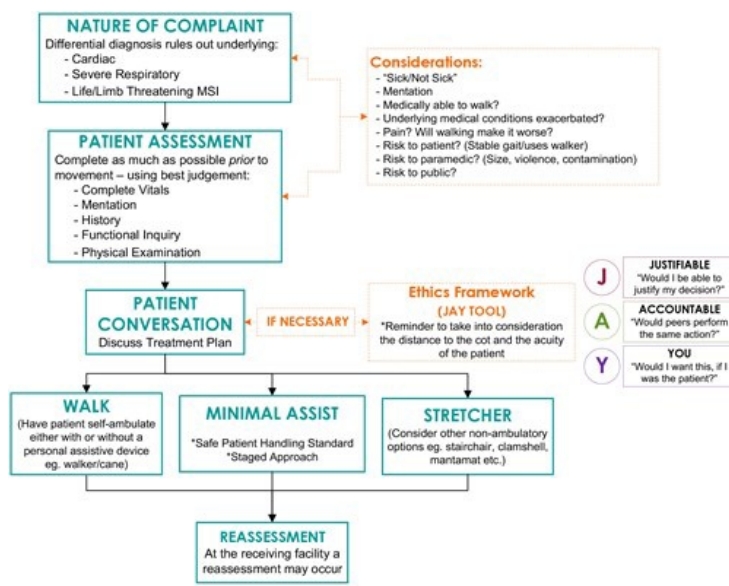 NATURE OF COMPLAINT
Differential diagnosis rules out underlying:
- Cardiac
- Severe Respiratory
- Life/Limb Threatening MSI
Considerations:
- "Sick/Not Sick"
- Mentation
- Medically able to walk?
- Underlying medical conditions exacerbated?
- Pain? Will walking make it worse?
- Risk to patient? (Stable gait/uses walker)
- Risk to paramedic? (Size, violence, contamination)
- Risk to public?
PATIENT ASSESSMENT
Complete as much as possible prior to
movement – using best judgement:
- Complete Vitals
- Mentation
- History
- Functional Inquiry
- Physical Examination
PATIENT
CONVERSATION
Discuss Treatment Plan
IF NECESSARY
Ethics Framework
(JAY TOOL)
*Reminder to take into consideration
the distance to the cot and the acuity
of the patient
J
JUSTIFIABLE
"Would I be able to
justify my decision?"
A
ACCOUNTABLE
"Would peers perform
the same action?"
Y
YOU
"Would I want this, if I
was the patient?"
WALK
(Have patient self-ambulate
either with or without a
personal assistive device
eg. walker/cane)
MINIMAL ASSIST
*Safe Patient Handling Standard
*Staged Approach
STRETCHER
(Consider other non-ambulatory
options eg. stairchair, clamshell,
mantamat etc.)
REASSESSMENT
At the receiving facility a
reassessment may
occur